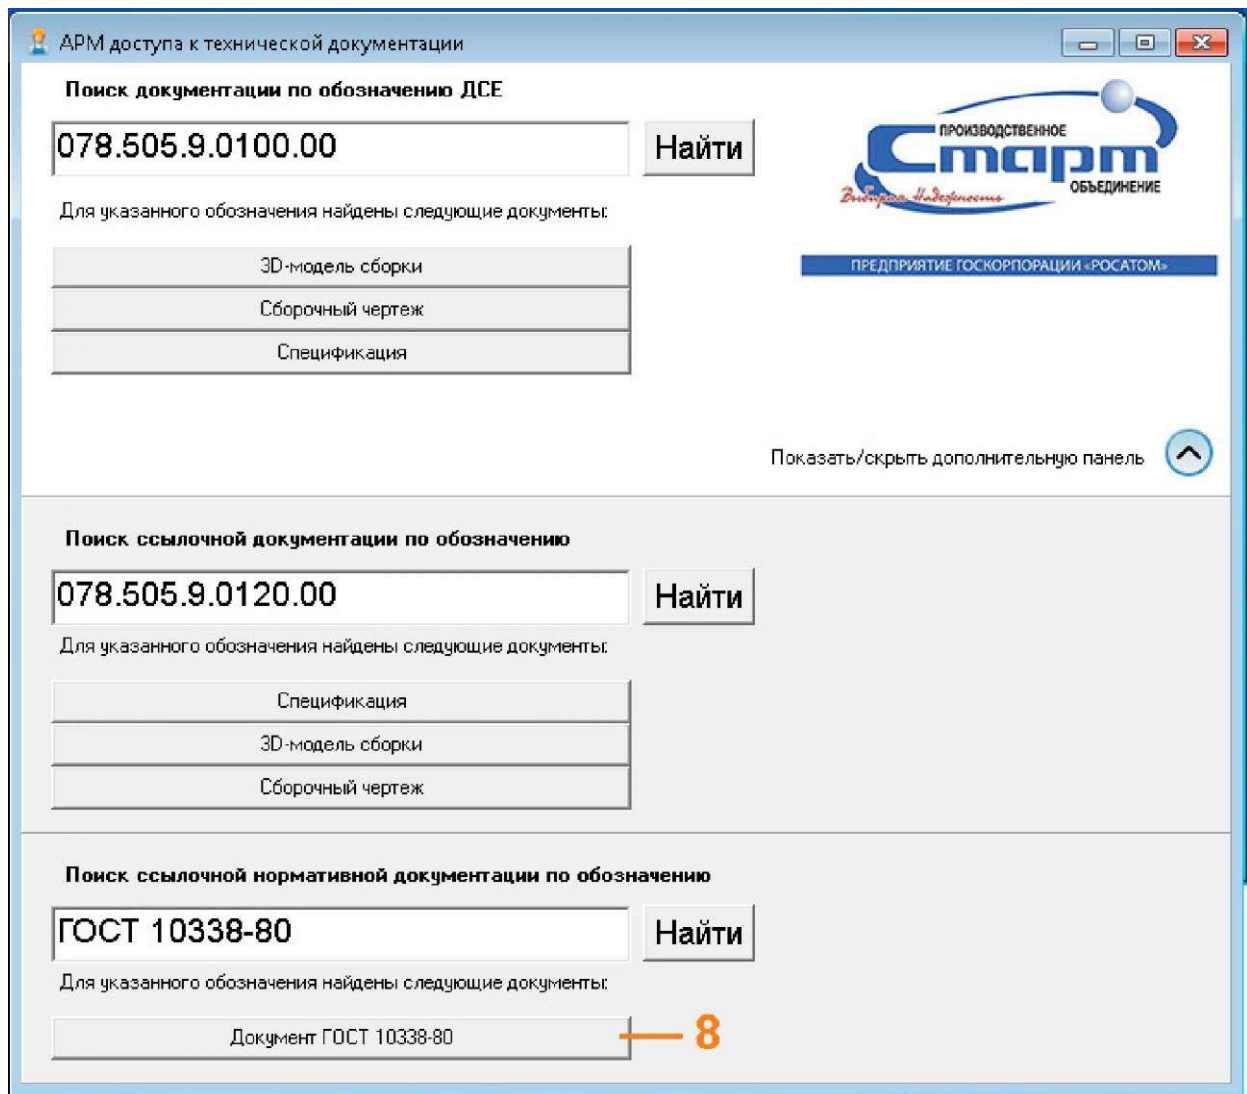 АРМ доступа к технической документации
Поиск документации по обозначению ДСЕ
078.505.9.0100.00
Найти
ПРОИЗВОДСТВЕННОЕ
Старт
ОБЪЕДИНЕНИЕ
Выбирая Надежность
Для указанного обозначения найдены следующие документы:
3D-модель сборки
ПРЕДПРИЯТИЕ ГОСКОРПОРАЦИИ «РОСАТОМ»
Сборочный чертеж
Спецификация
Показать/скрыть дополнительную панель
Поиск ссылочной документации по обозначению
078.505.9.0120.00
Найти
Для указанного обозначения найдены следующие документы:
Спецификация
3D-модель сборки
Сборочный чертеж
Поиск ссылочной нормативной документации по обозначению
ГОСТ 10338-80
Найти
Для указанного обозначения найдены следующие документы:
Документ ГОСТ 10338-80
8